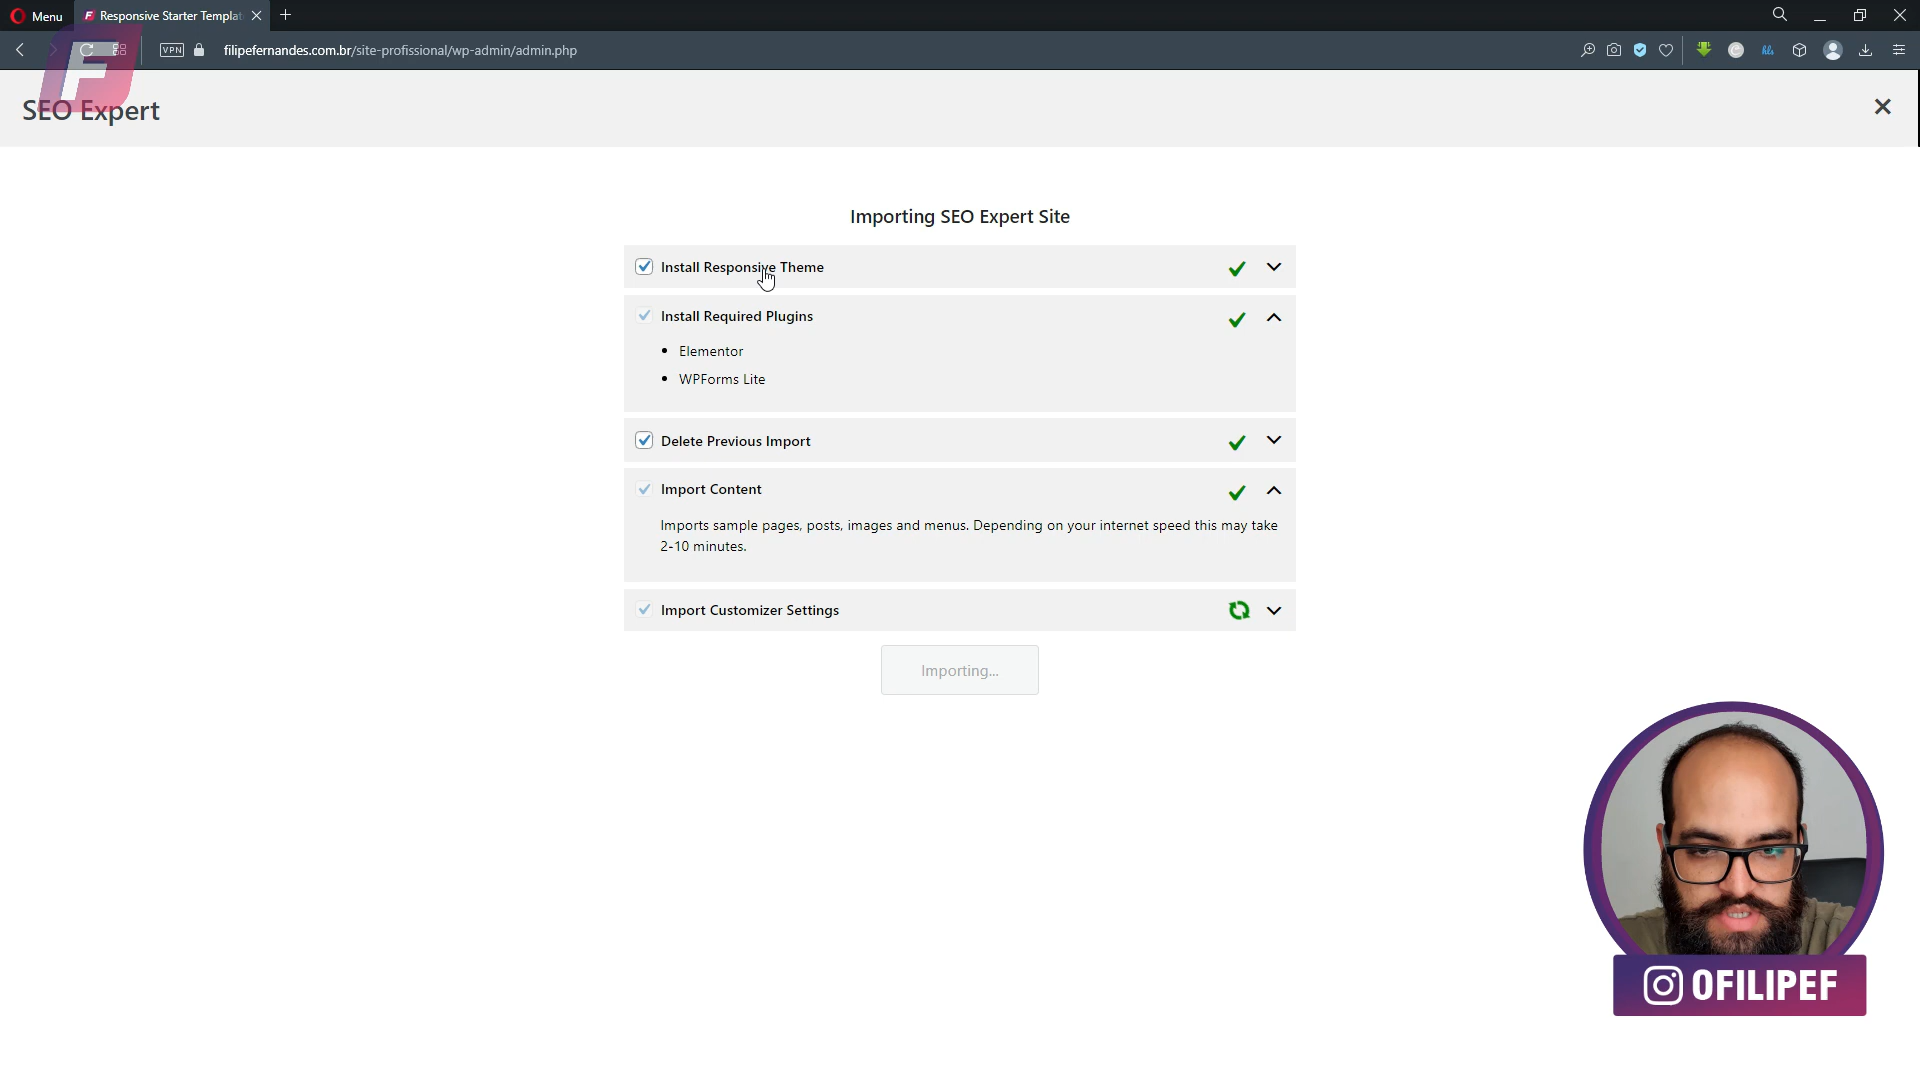 Menu
Responsive Starter Templat
VPN
filipefernandes.com.br/site-profissional/wp-admin/admin.php
hls
F
SEO Expert
Importing SEO Expert Site
Install Responsive Theme
Install Required Plugins
Elementor
WPForms Lite
Delete Previous Import
Import Content
Imports sample pages, posts, images and menus. Depending on your internet speed this may take
2-10 minutes.
Import Customizer Settings
Importing...
OFILIPEF